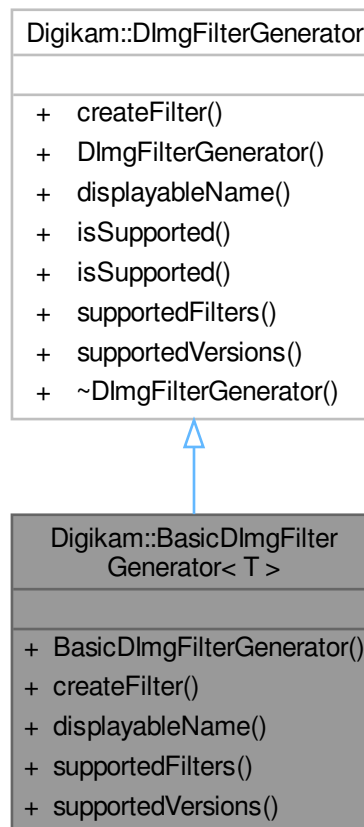 Digikam::DImgFilterGenerator
+ createFilter()
+ DImgFilterGenerator()
+ displayableName()
+ isSupported()
+ isSupported()
+ supportedFilters()
+ supportedVersions()
+ ~DImgFilterGenerator()
Digikam::BasicDImgFilter
Generator< T >
+ BasicDImgFilterGenerator()
+ createFilter()
+ displayableName()
+ supportedFilters()
+ supportedVersions()